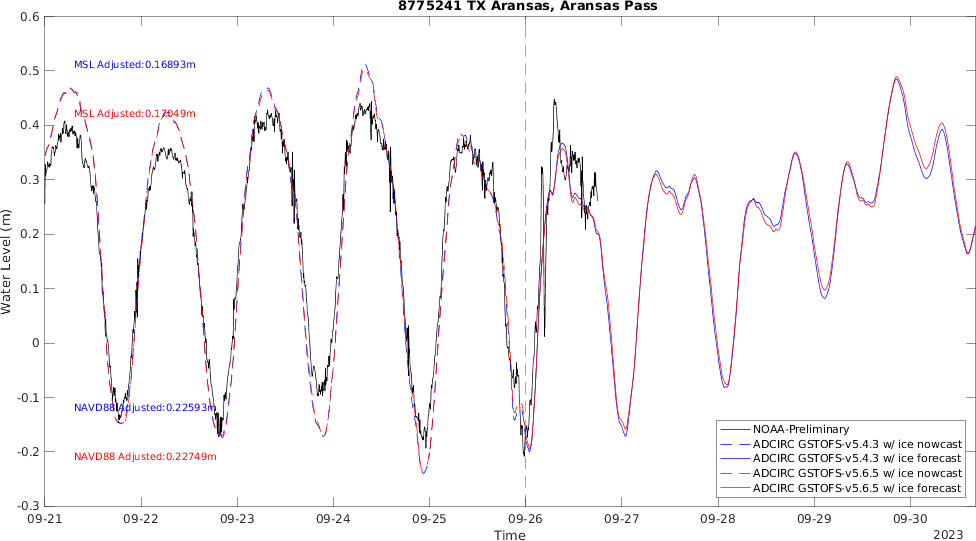 8775241 TX Aransas, Aransas Pass
0.6
0.5
0.4
0.3
0.2
0.1
0
-0.1
-0.2
-0.3
Water Level (m)
MSL Adjusted:0.16893m
MSL Adjusted:0.17049m
NAVD88 Adjusted:0.22593m
NAVD88 Adjusted:0.22749m
NOAA-Preliminary
ADCIRC GSTOFS-v5.4.3 w/ ice nowcast
ADCIRC GSTOFS-v5.4.3 w/ ice forecast
ADCIRC GSTOFS-v5.6.5 w/ ice nowcast
ADCIRC GSTOFS-v5.6.5 w/ ice forecast
09-21 09-22 09-23 09-24 09-25 09-26 09-27 09-28 09-29 09-30
Time
2023